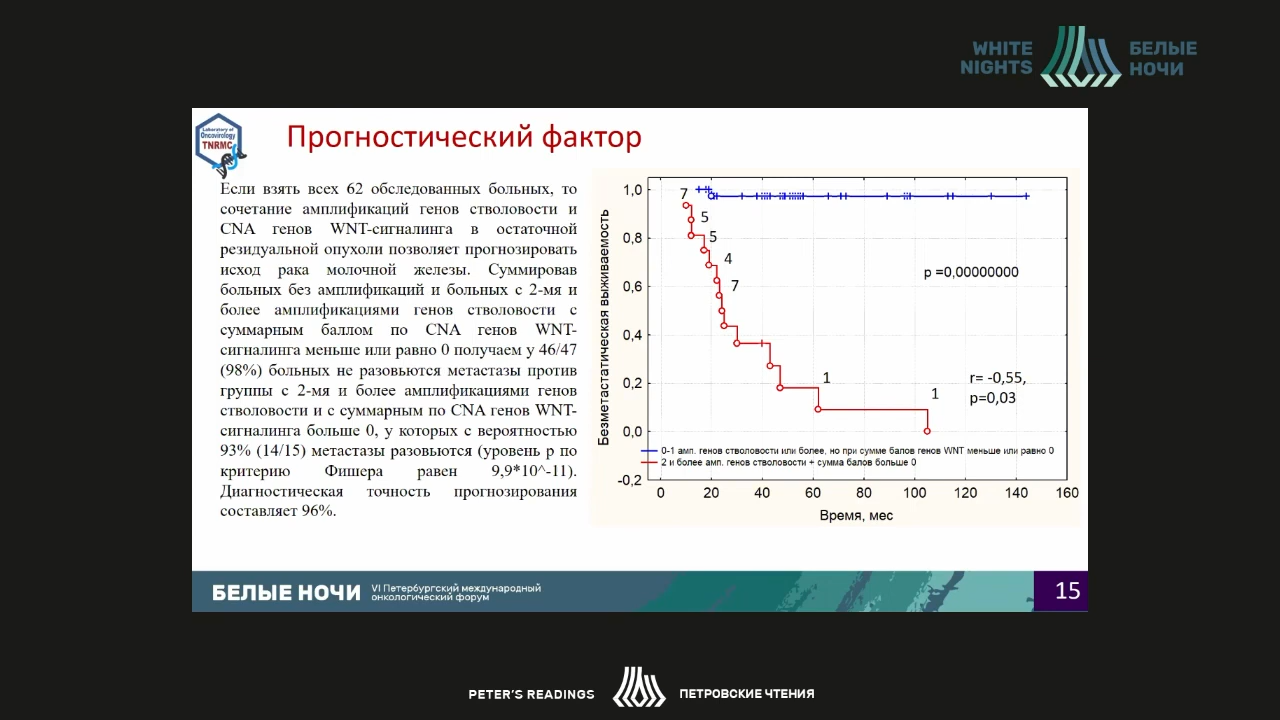 WHITE
NIGHTS
БЕЛЫЕ
НОЧИ
Laboratory of
Oncovirology
TNRMC
Прогностический фактор
Если взять всех 62 обследованных больных, то
сочетание амплификаций генов стволовости и
CNA генов WNT-сигналинга в остаточной
резидуальной опухоли позволяет прогнозировать
исход рака молочной железы. Суммировав
больных без амплификаций и больных с 2-мя и
более амплификациями генов стволовости с
суммарным баллом по CNA генов WNT-
сигналинга меньше или равно 0 получаем у 46/47
(98%) больных не разовьются метастазы против
группы с 2-мя и более амплификациями генов
стволовости и с суммарным по CNA генов WNT-
сигналинга больше 0, у которых с вероятностью
93% (14/15) метастазы разовьются (уровень p по
критерию Фишера равен 9,9*10^-11).
Диагностическая точность прогнозирования
составляет 96%.
Безметастатическая выживаемость
1,0
0,8
0,6
0,4
0,2
0,0
-0,2
7
5
5
4
7
1
1
p =0,00000000
r= -0,55,
p=0,03
0-1 амп. генов стволовости или более, но при сумме балов генов WNT меньше или равно 0
2 и более амп. генов стволовости + сумма балов больше 0
0 20 40 60 80 100 120 140 160
Время, мес
БЕЛЫЕ НОЧИ
VI Петербургский международный
онкологический форум
15
PETER'S READINGS
ПЕТРОВСКИЕ ЧТЕНИЯ